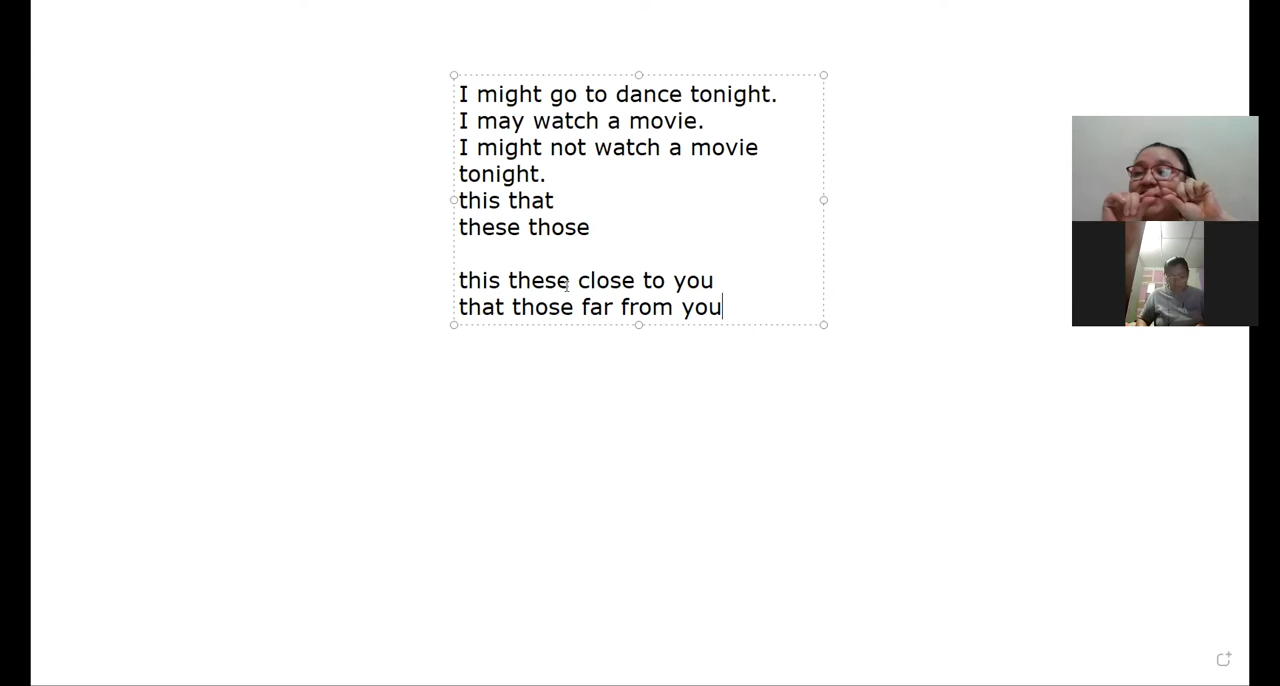 I might go to dance tonight.
I may watch a movie.
I might not watch a movie
tonight.
this that
these those
this these close to you
that those far from you